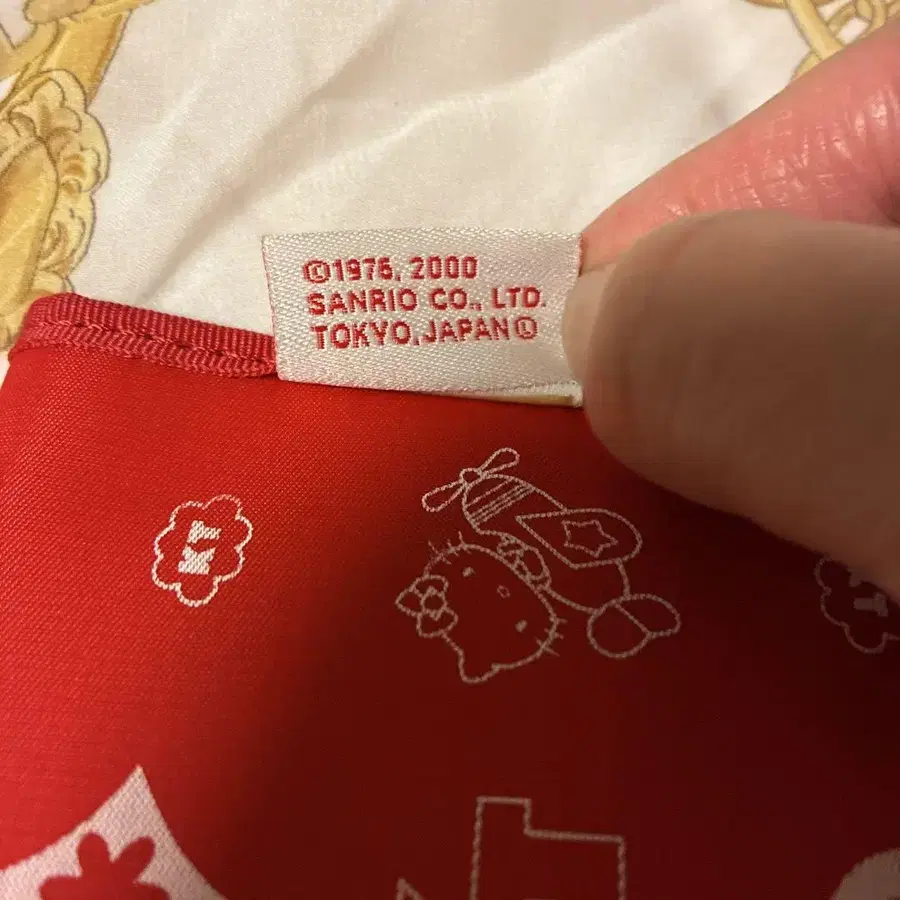 ©1976, 2000
SANRIO CO., LTD.
TOKYO, JAPAN Ⓛ